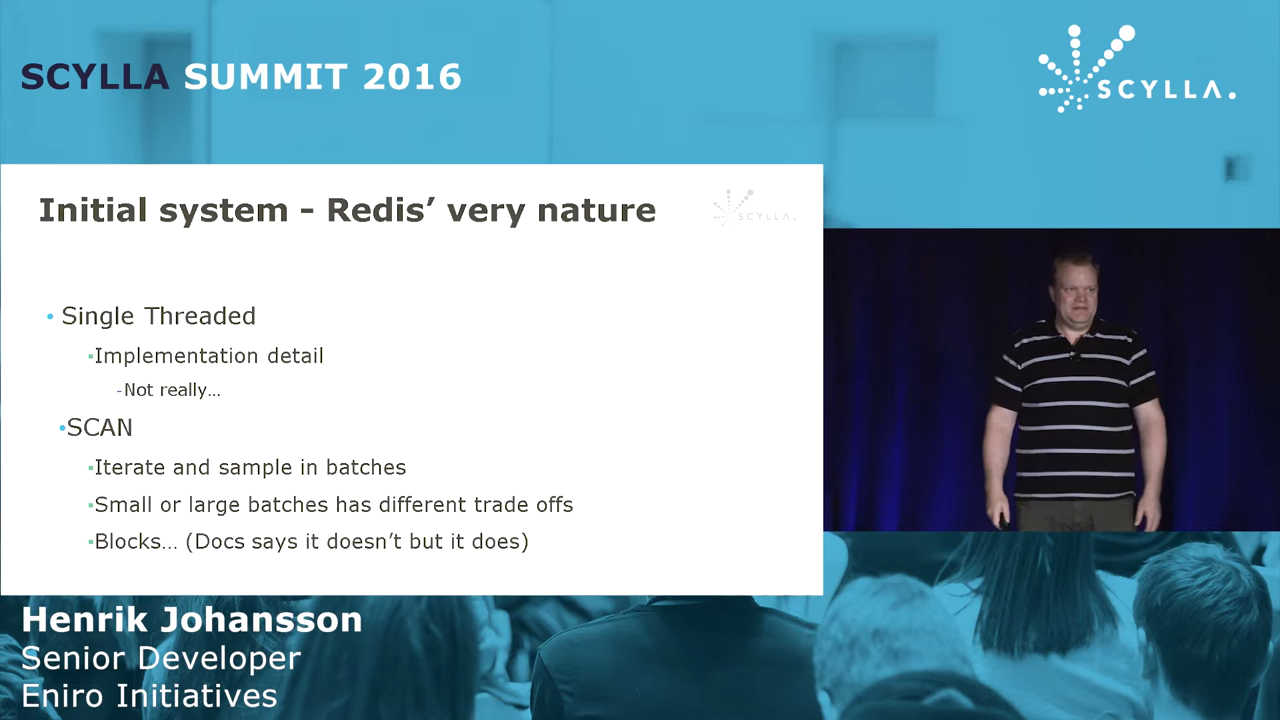 SCYLLA SUMMIT 2016
SCYLLA.
Initial system - Redis’ very nature
SCYLLA.
• Single Threaded
▪Implementation detail
-Not really…
•SCAN
▪Iterate and sample in batches
▪Small or large batches has different trade offs
▪Blocks… (Docs says it doesn’t but it does)
Henrik Johansson
Senior Developer
Eniro Initiatives